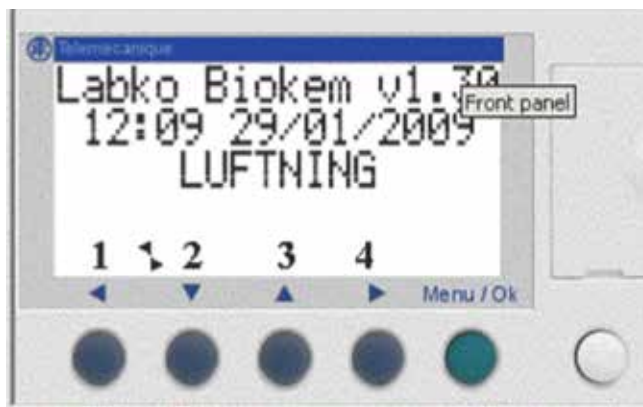 Telemecanique
Labko Biokem v1.30
Front panel
12:09 29/01/2009
LUFTNING
1 2 3 4
Menu / Ok